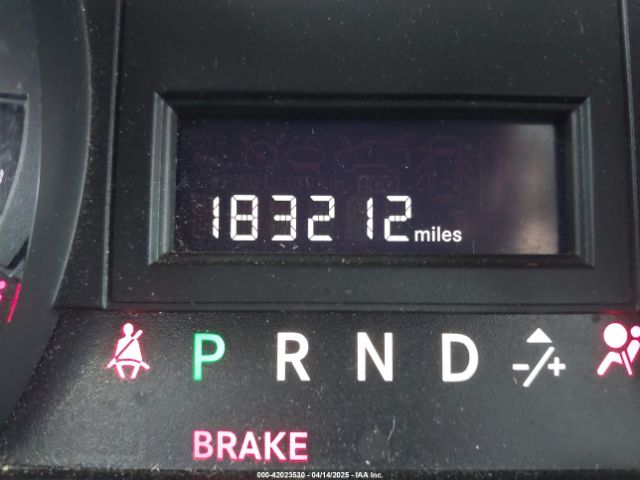 183212 miles
P R N D -/+
BRAKE
000-42023530 - 04/14/2025 - © IAA, Inc.